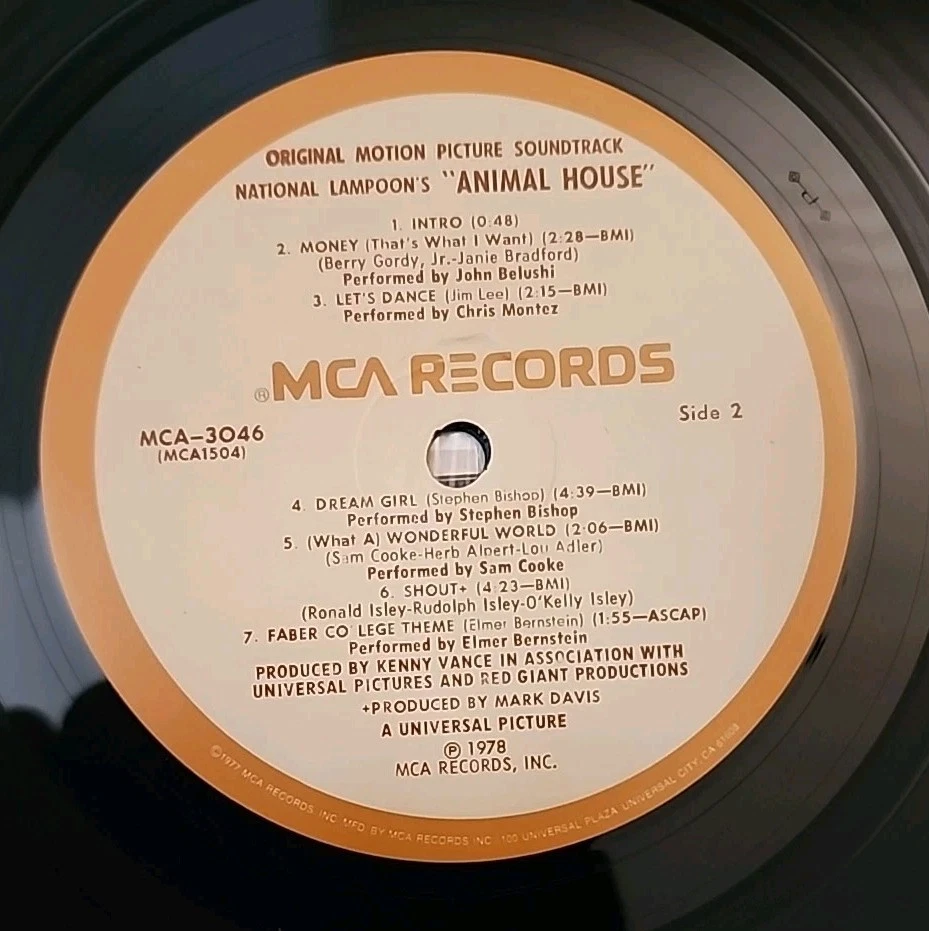 ORIGINAL MOTION PICTURE SOUNDTRACK
NATIONAL LAMPOON'S "ANIMAL HOUSE"
1. INTRO (0:48)
2. MONEY (That's What I Want) (2:28—BMI)
(Berry Gordy, Jr.-Janie Bradford)
Performed by John Belushi
3. LET'S DANCE (Jim Lee) (2:15—BMI)
Performed by Chris Montez
®MCA RECORDS
Side 2
MCA—3046
(MCA1504)
4. DREAM GIRL (Stephen Bishop) (4:39—BMI)
Performed by Stephen Bishop
5. (What A) WONDERFUL WORLD (2:06—BMI)
(Sam Cooke-Herb Alpert-Lou Adler)
Performed by Sam Cooke
6. SHOUT+ (4:23—BMI)
(Ronald Isley-Rudolph Isley-O'Kelly Isley)
7. FABER CO LEGE THEME (Elmer Bernstein) (1:55—ASCAP)
Performed by Elmer Bernstein
PRODUCED BY KENNY VANCE IN ASSOCIATION WITH
UNIVERSAL PICTURES AND RED GIANT PRODUCTIONS
+PRODUCED BY MARK DAVIS
A UNIVERSAL PICTURE
℗ 1978
MCA RECORDS, INC.
©1977 MCA RECORDS, INC. MFD. BY MCA RECORDS INC. 100 UNIVERSAL PLAZA, UNIVERSAL CITY, CA